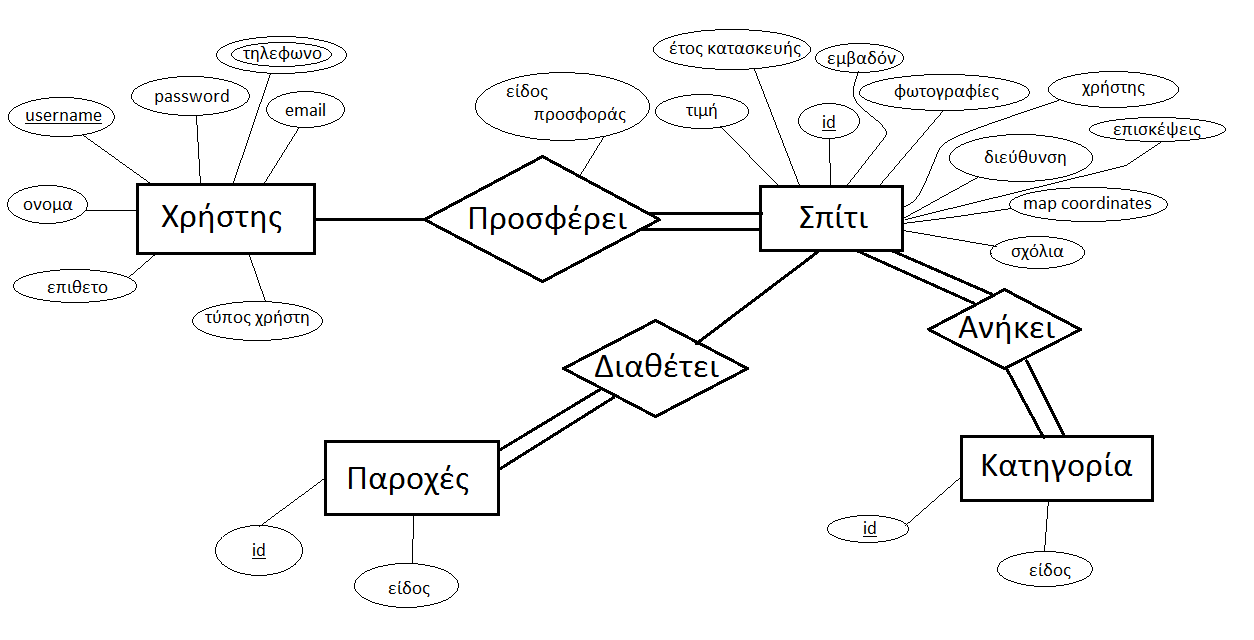 τηλεφωνο
έτος κατασκευής
εμβαδόν
password
email
username
είδος
προσφοράς
τιμή
id
φωτογραφίες
χρήστης
επισκέψεις
διεύθυνση
ονομα
Χρήστης
Προσφέρει
Σπίτι
map coordinates
σχόλια
επιθετο
τύπος χρήστη
Ανήκει
Διαθέτει
Παροχές
Κατηγορία
id
είδος
id
είδος